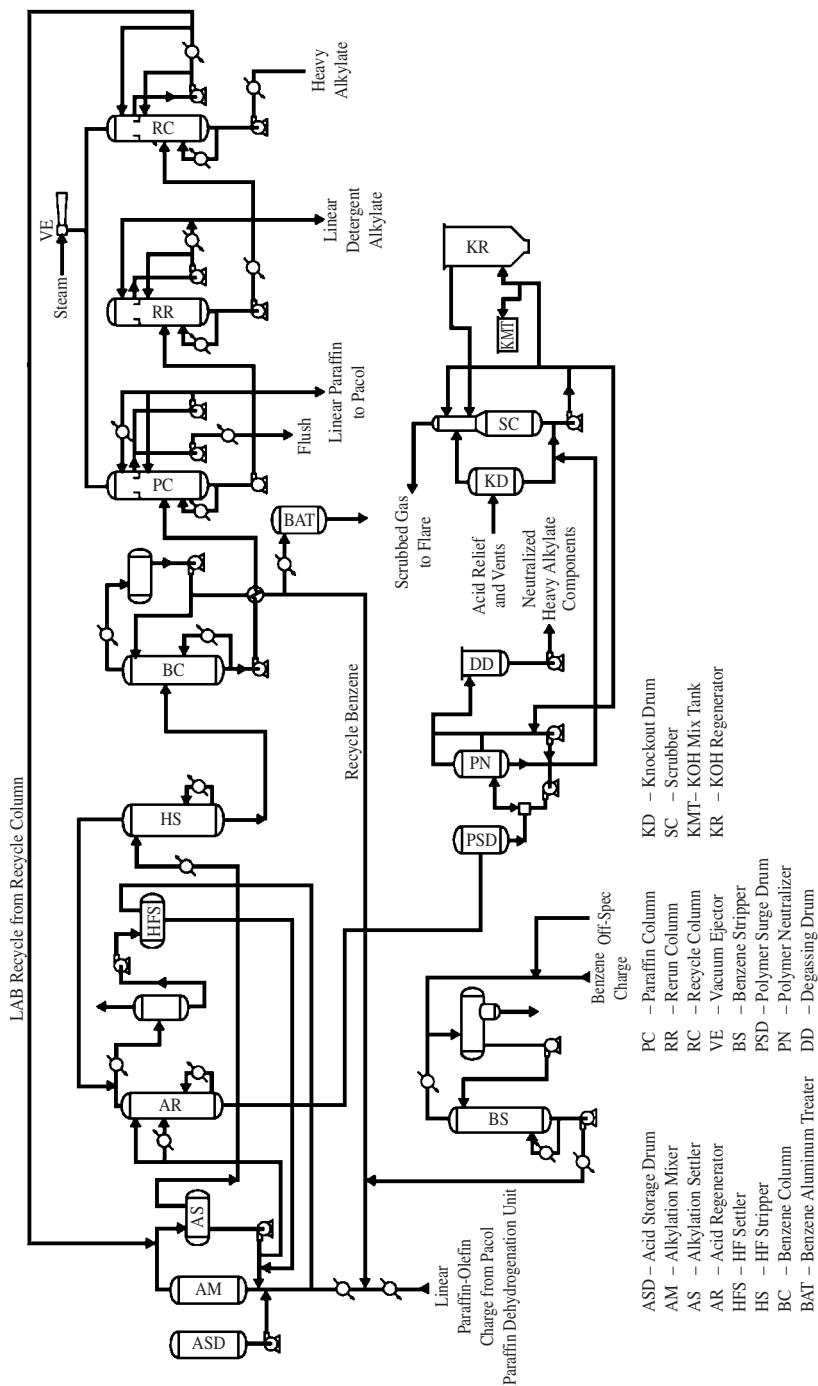 LAB Recycle from Recycle Column
Steam
VE
RC
Heavy
Alkylate
RR
Linear
Detergent
Alkylate
PC
Flush
Linear Paraffin
to Pacol
BAT
BC
HS
HFS
AR
AS
AM
ASD
Recycle Benzene
Linear
Paraffin-Olefin
Charge from Pacol
Paraffin Dehydrogenation Unit
BS
Benzene
Charge
Off-Spec
PSD
PN
DD
Neutralized
Heavy Alkylate
Components
Acid Relief
and Vents
Scrubbed Gas
to Flare
KD
SC
KMT
KR
ASD – Acid Storage Drum
AM – Alkylation Mixer
AS – Alkylation Settler
AR – Acid Regenerator
HFS – HF Settler
HS – HF Stripper
BC – Benzene Column
BAT – Benzene Aluminum Treater
PC – Paraffin Column
RR – Rerun Column
RC – Recycle Column
VE – Vacuum Ejector
BS – Benzene Stripper
PSD – Polymer Surge Drum
PN – Polymer Neutralizer
DD – Degassing Drum
KD – Knockout Drum
SC – Scrubber
KMT– KOH Mix Tank
KR – KOH Regenerator